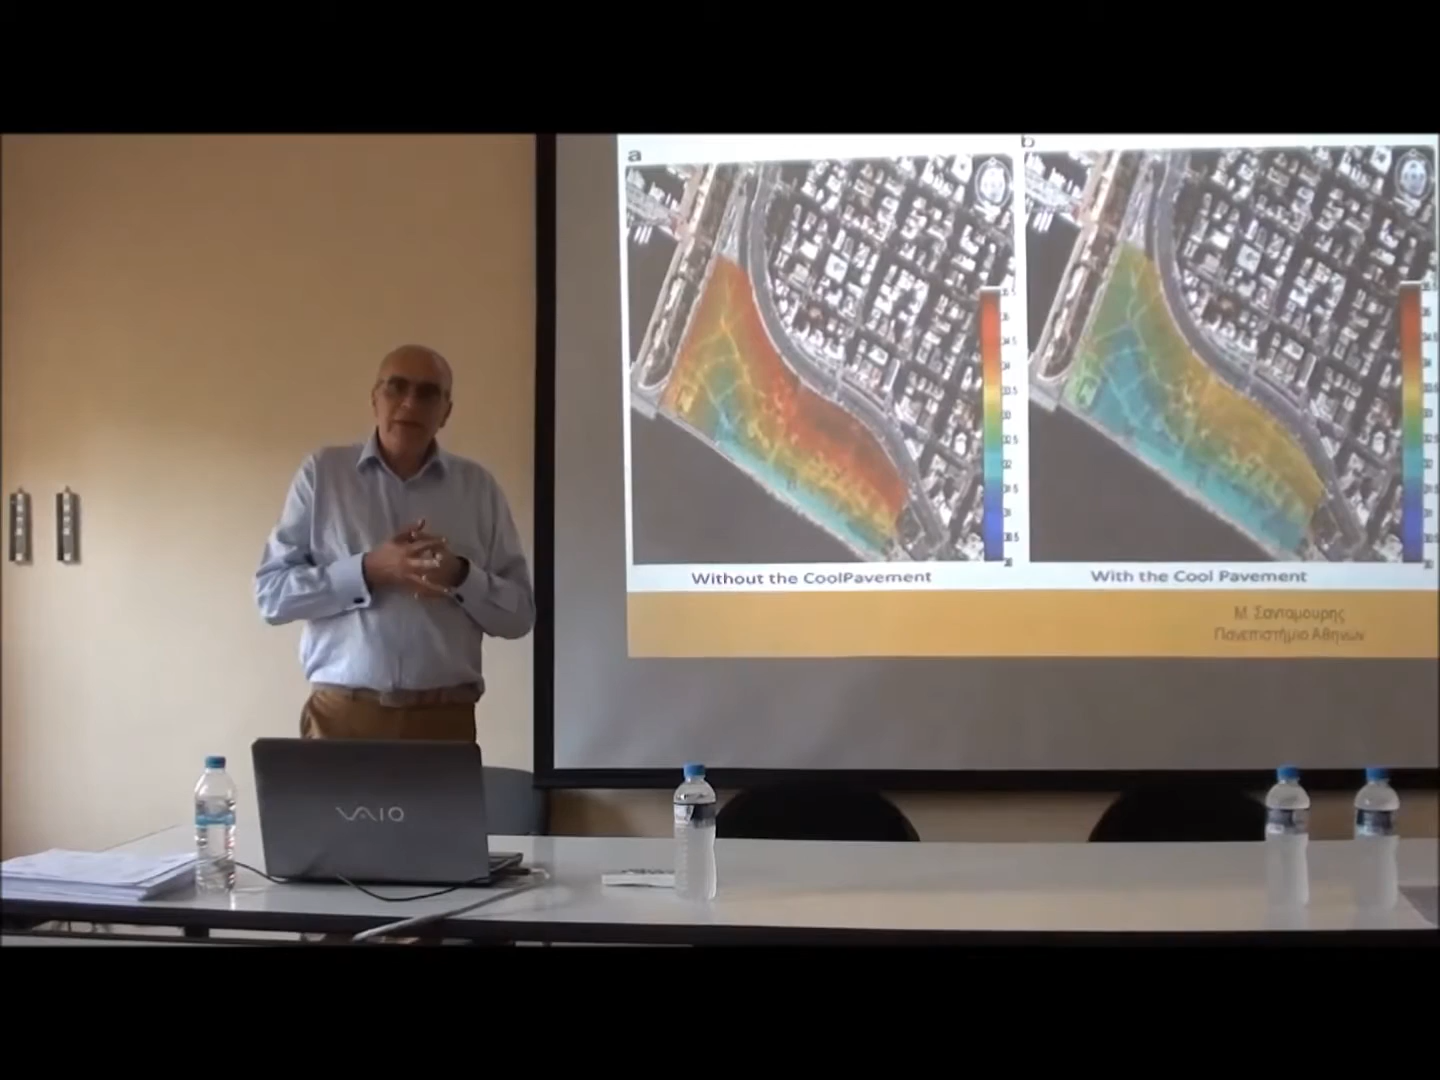 a
b
Without the CoolPavement
With the Cool Pavement
Μ. Σανταμουρης
Πανεπιστήμιο Αθηνων
VAIO